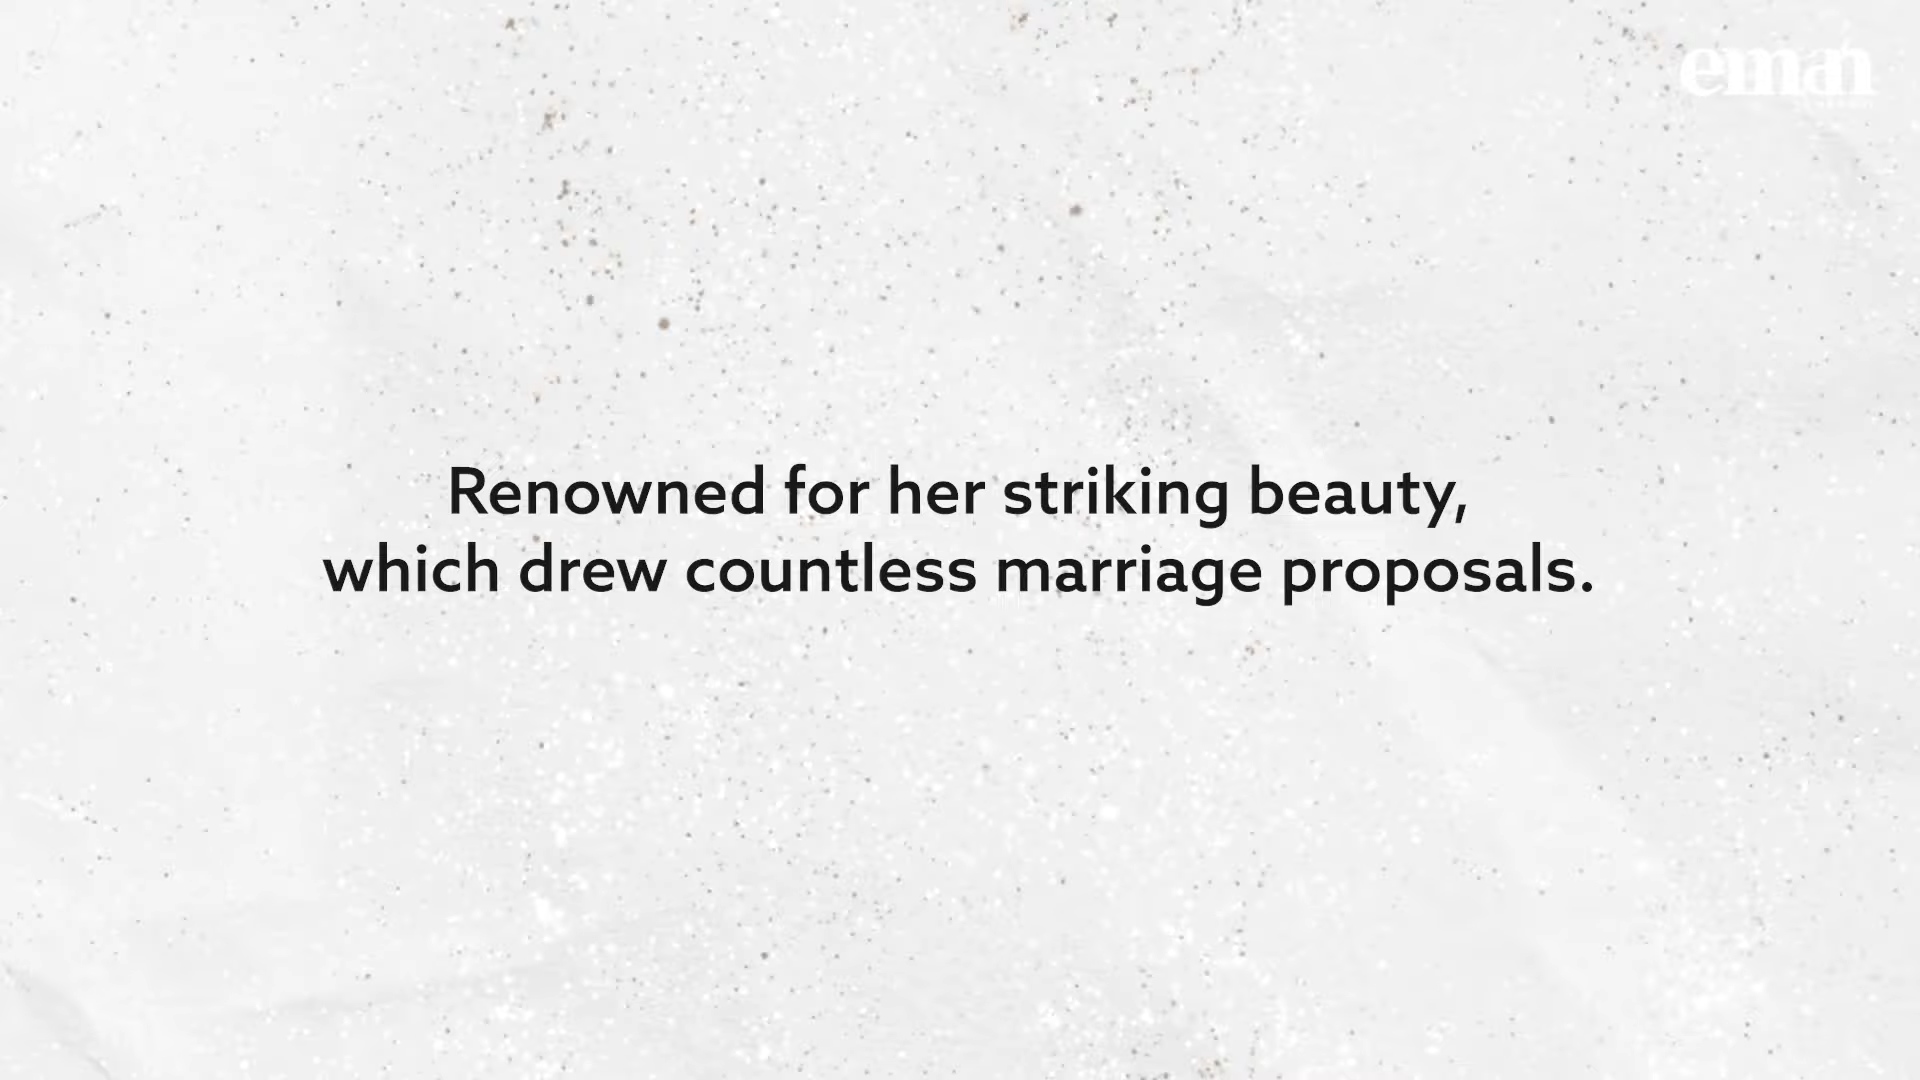 eman
Renowned for her striking beauty,
which drew countless marriage proposals.